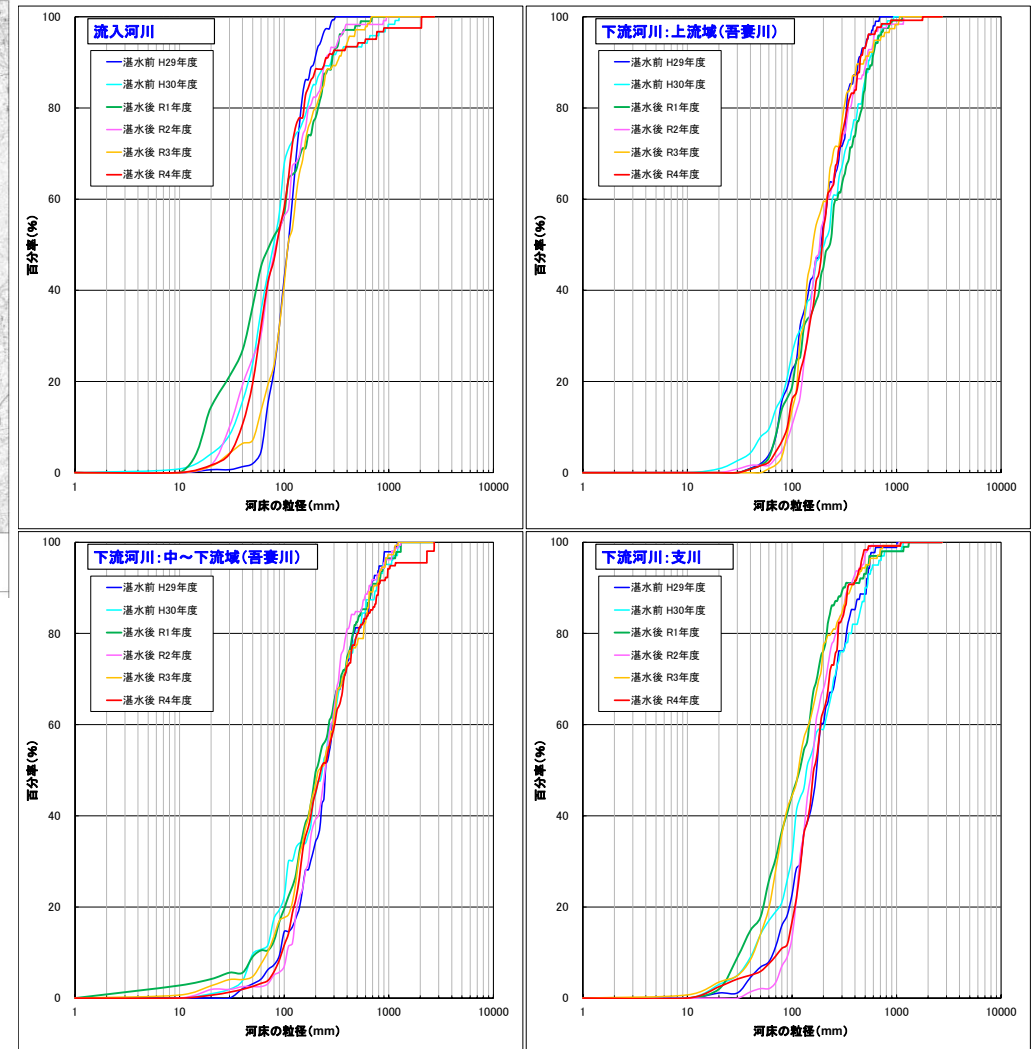 流入河川
湛水前 H29年度
湛水前 H30年度
湛水後 R1年度
湛水後 R2年度
湛水後 R3年度
湛水後 R4年度
100
80
60
40
20
0
百分率(%)
1 10 100 1000 10000
河床の粒径(mm)
下流河川:上流域(吾妻川)
湛水前 H29年度
湛水前 H30年度
湛水後 R1年度
湛水後 R2年度
湛水後 R3年度
湛水後 R4年度
100
80
60
40
20
0
百分率(%)
1 10 100 1000 10000
河床の粒径(mm)
下流河川:中~下流域(吾妻川)
湛水前 H29年度
湛水前 H30年度
湛水後 R1年度
湛水後 R2年度
湛水後 R3年度
湛水後 R4年度
100
80
60
40
20
0
百分率(%)
1 10 100 1000 10000
河床の粒径(mm)
下流河川:支川
湛水前 H29年度
湛水前 H30年度
湛水後 R1年度
湛水後 R2年度
湛水後 R3年度
湛水後 R4年度
100
80
60
40
20
0
百分率(%)
1 10 100 1000 10000
河床の粒径(mm)